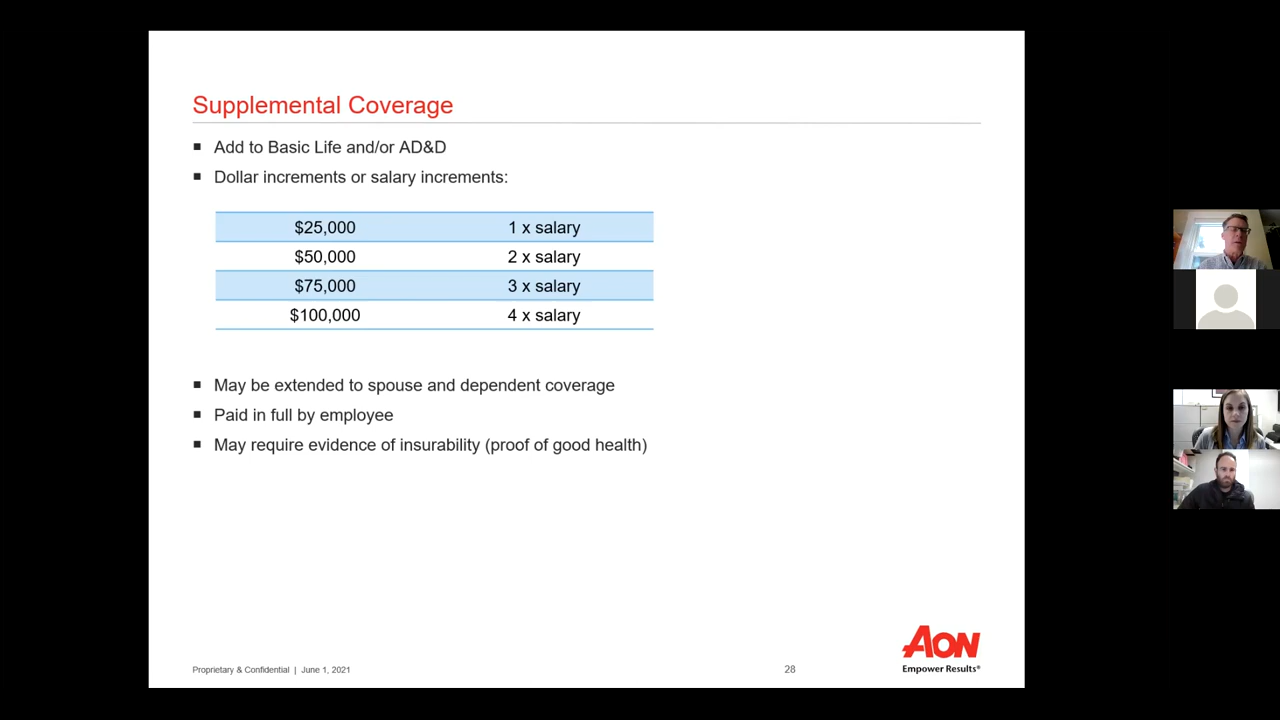 Supplemental Coverage
■ Add to Basic Life and/or AD&D
■ Dollar increments or salary increments:
$25,000 1 x salary
$50,000 2 x salary
$75,000 3 x salary
$100,000 4 x salary
■ May be extended to spouse and dependent coverage
■ Paid in full by employee
■ May require evidence of insurability (proof of good health)
AON
Empower Results®
Proprietary & Confidential | June 1, 2021 28